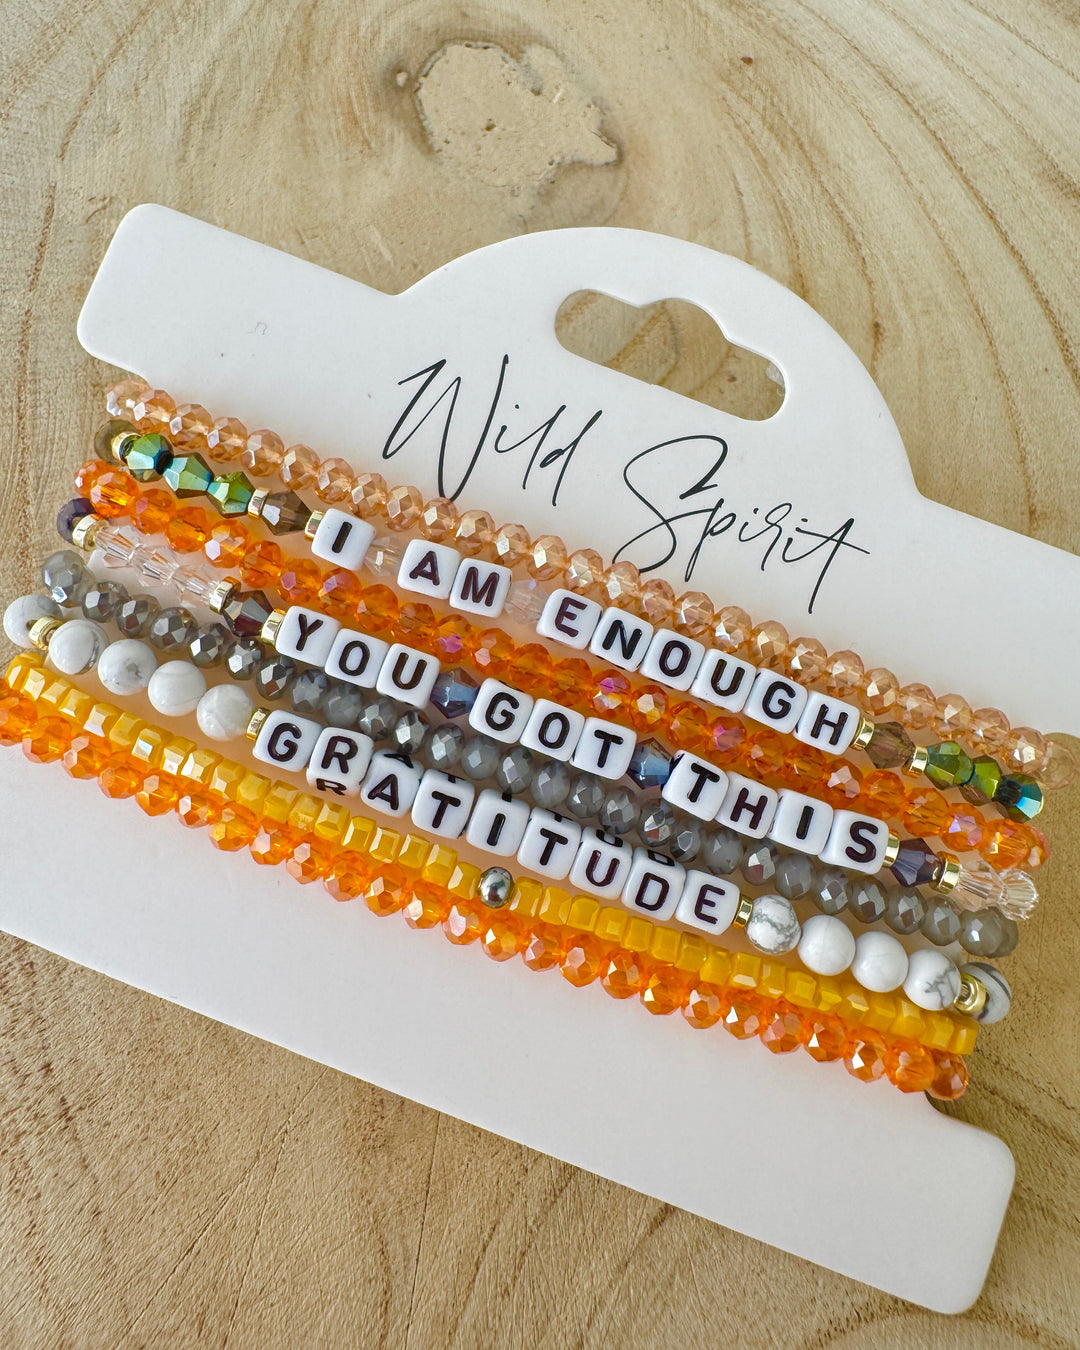 Wild Spirit
I AM ENOUGH
YOU GOT THIS
GRATITUDE